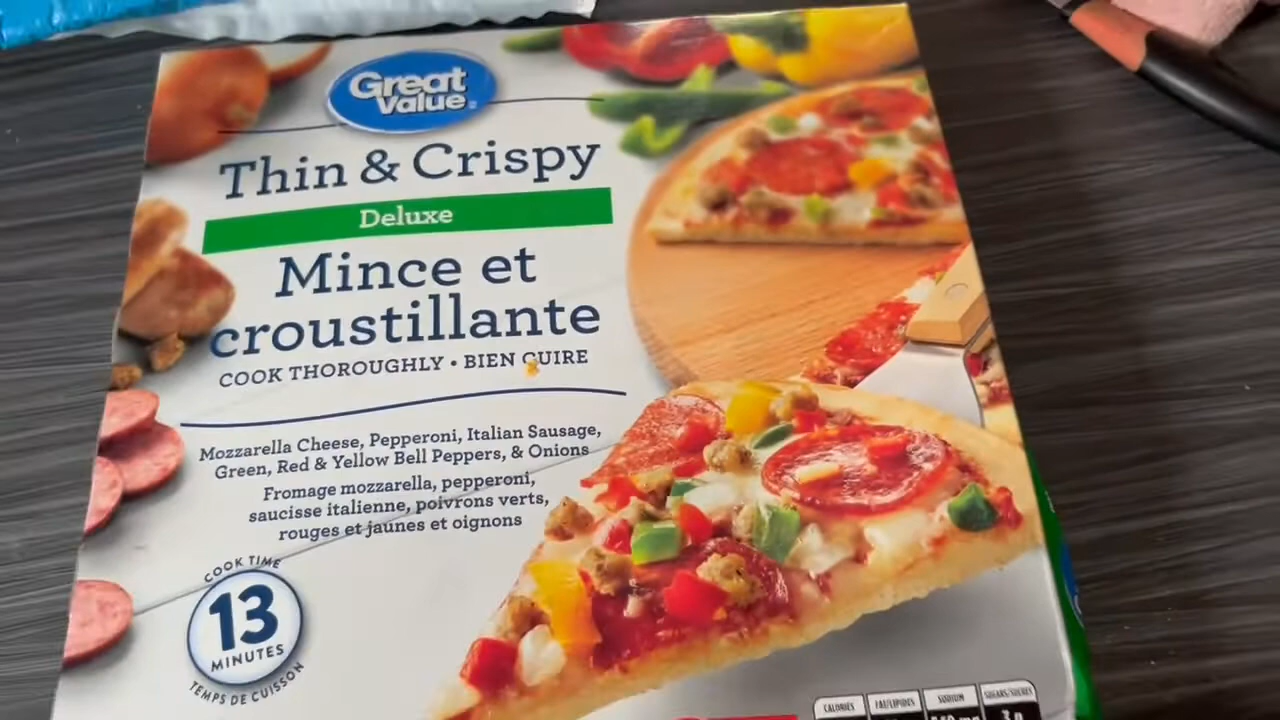 Great
Value
Thin & Crispy
Deluxe
Mince et
croustillante
COOK THOROUGHLY • BIEN CUIRE
Mozzarella Cheese, Pepperoni, Italian Sausage,
Green, Red & Yellow Bell Peppers, & Onions
Fromage mozzarella, pepperoni,
saucisse italienne, poivrons verts,
rouges et jaunes et oignons
COOK TIME
13
MINUTES
TEMPS DE CUISSON
CALORIES FAT/LIPIDES SODIUM SUGARS/SUCRES
3 g